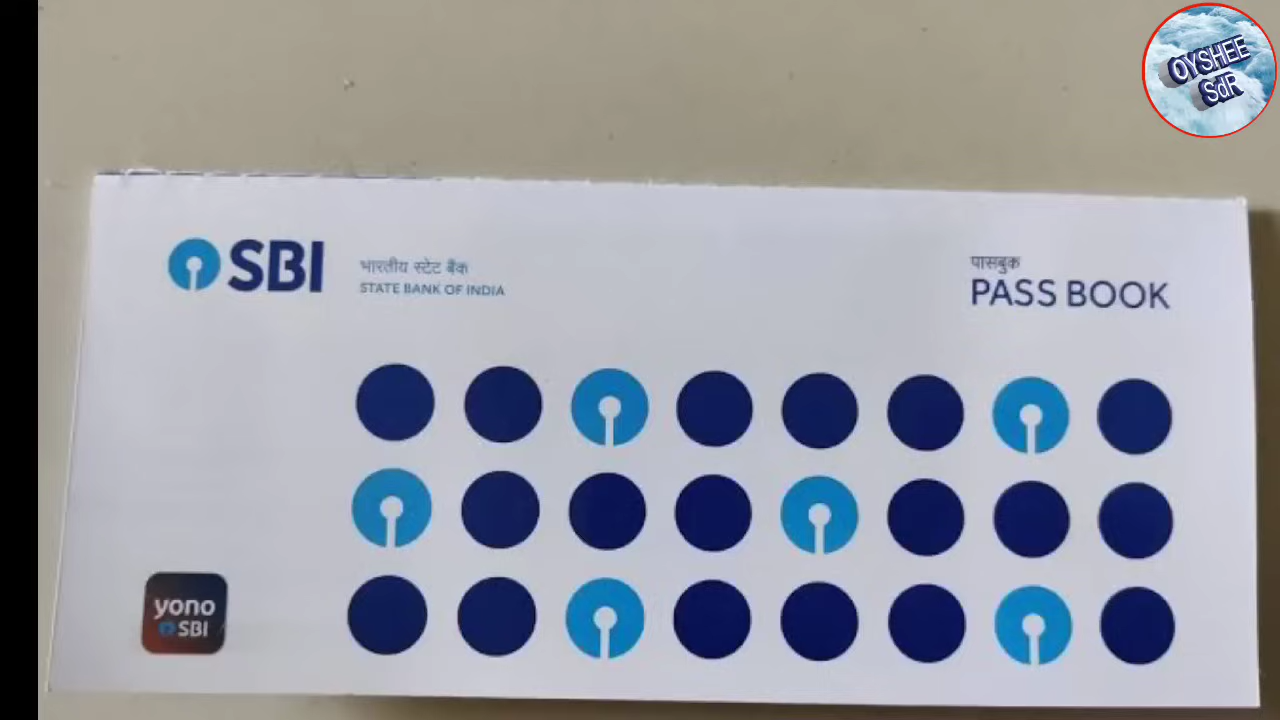 OYSHEE
SdR
SBI
भारतीय स्टेट बैंक
STATE BANK OF INDIA
पासबुक
PASS BOOK
yono
SBI